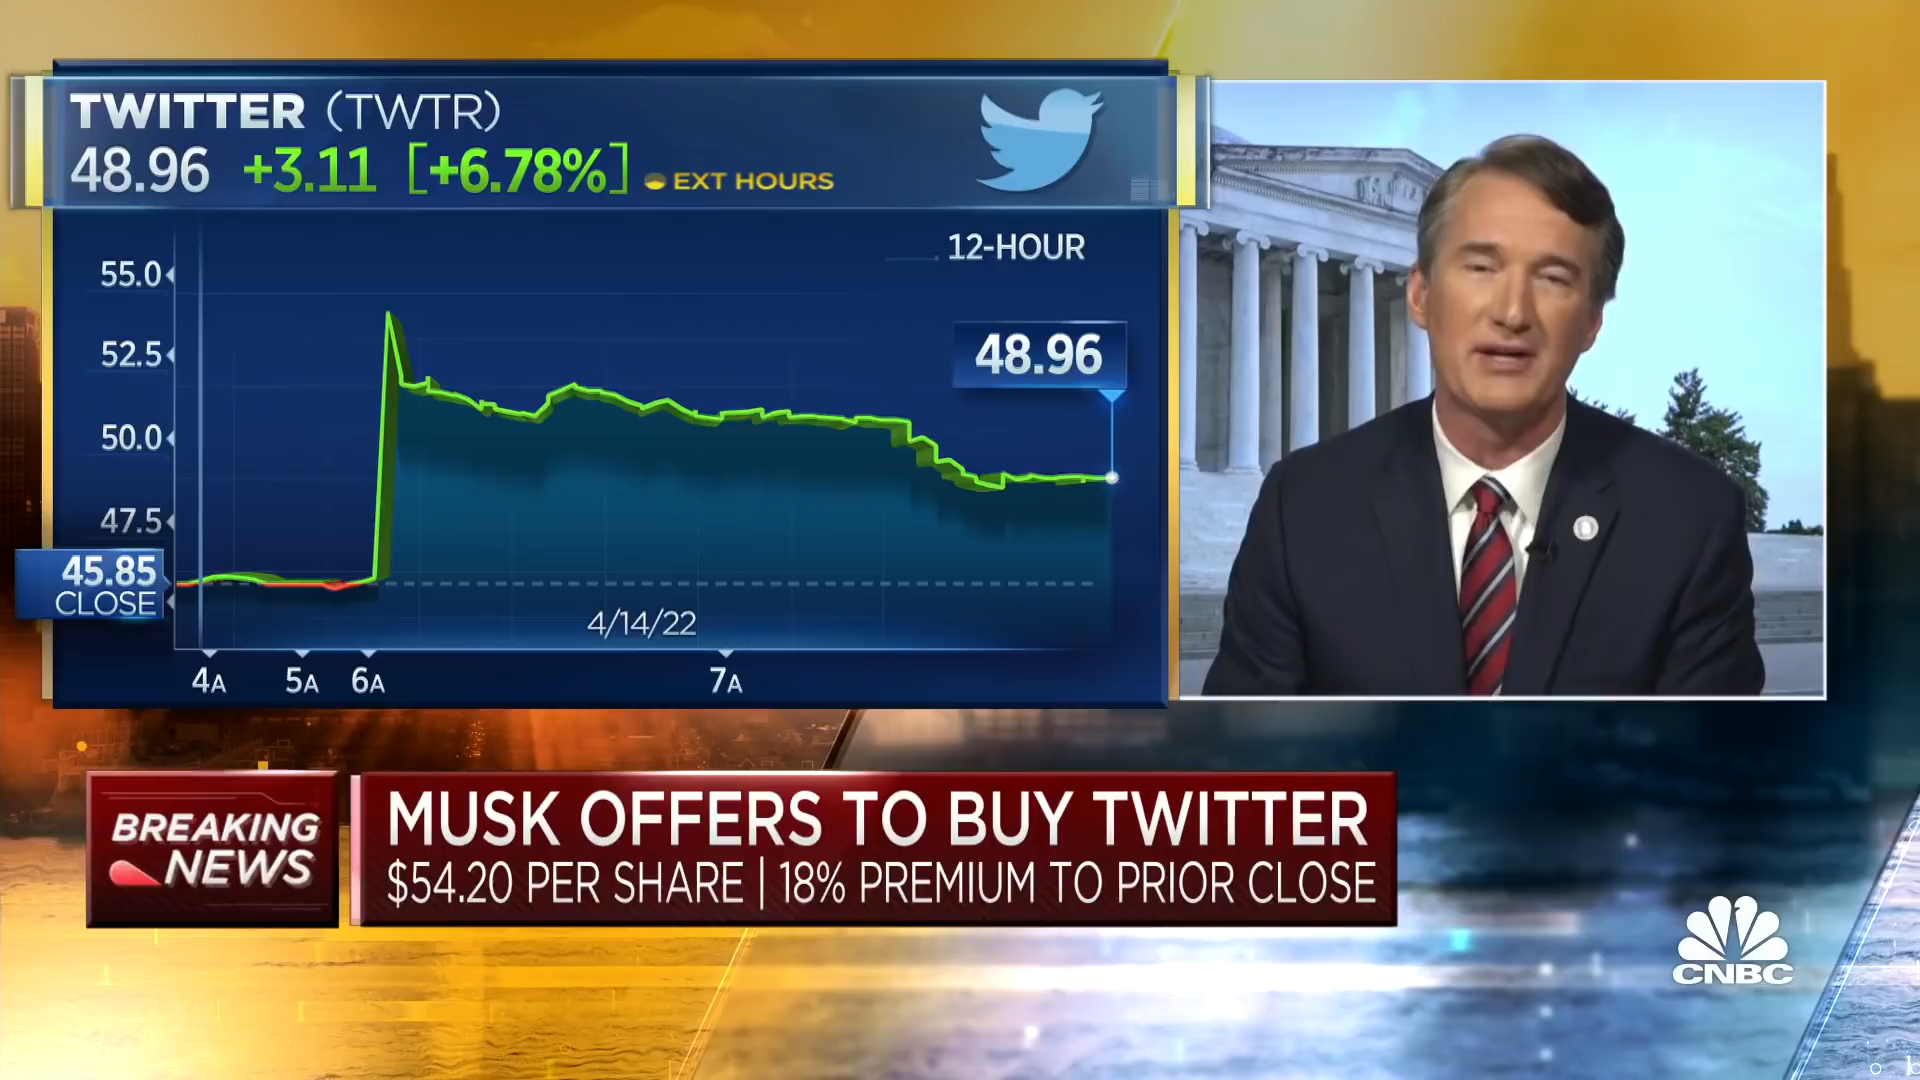 TWITTER (TWTR)
48.96 +3.11 [+6.78%] EXT HOURS
12-HOUR
55.0
52.5
50.0
47.5
48.96
45.85
CLOSE
4/14/22
4A 5A 6A 7A
BREAKING
NEWS
MUSK OFFERS TO BUY TWITTER
$54.20 PER SHARE | 18% PREMIUM TO PRIOR CLOSE
CNBC